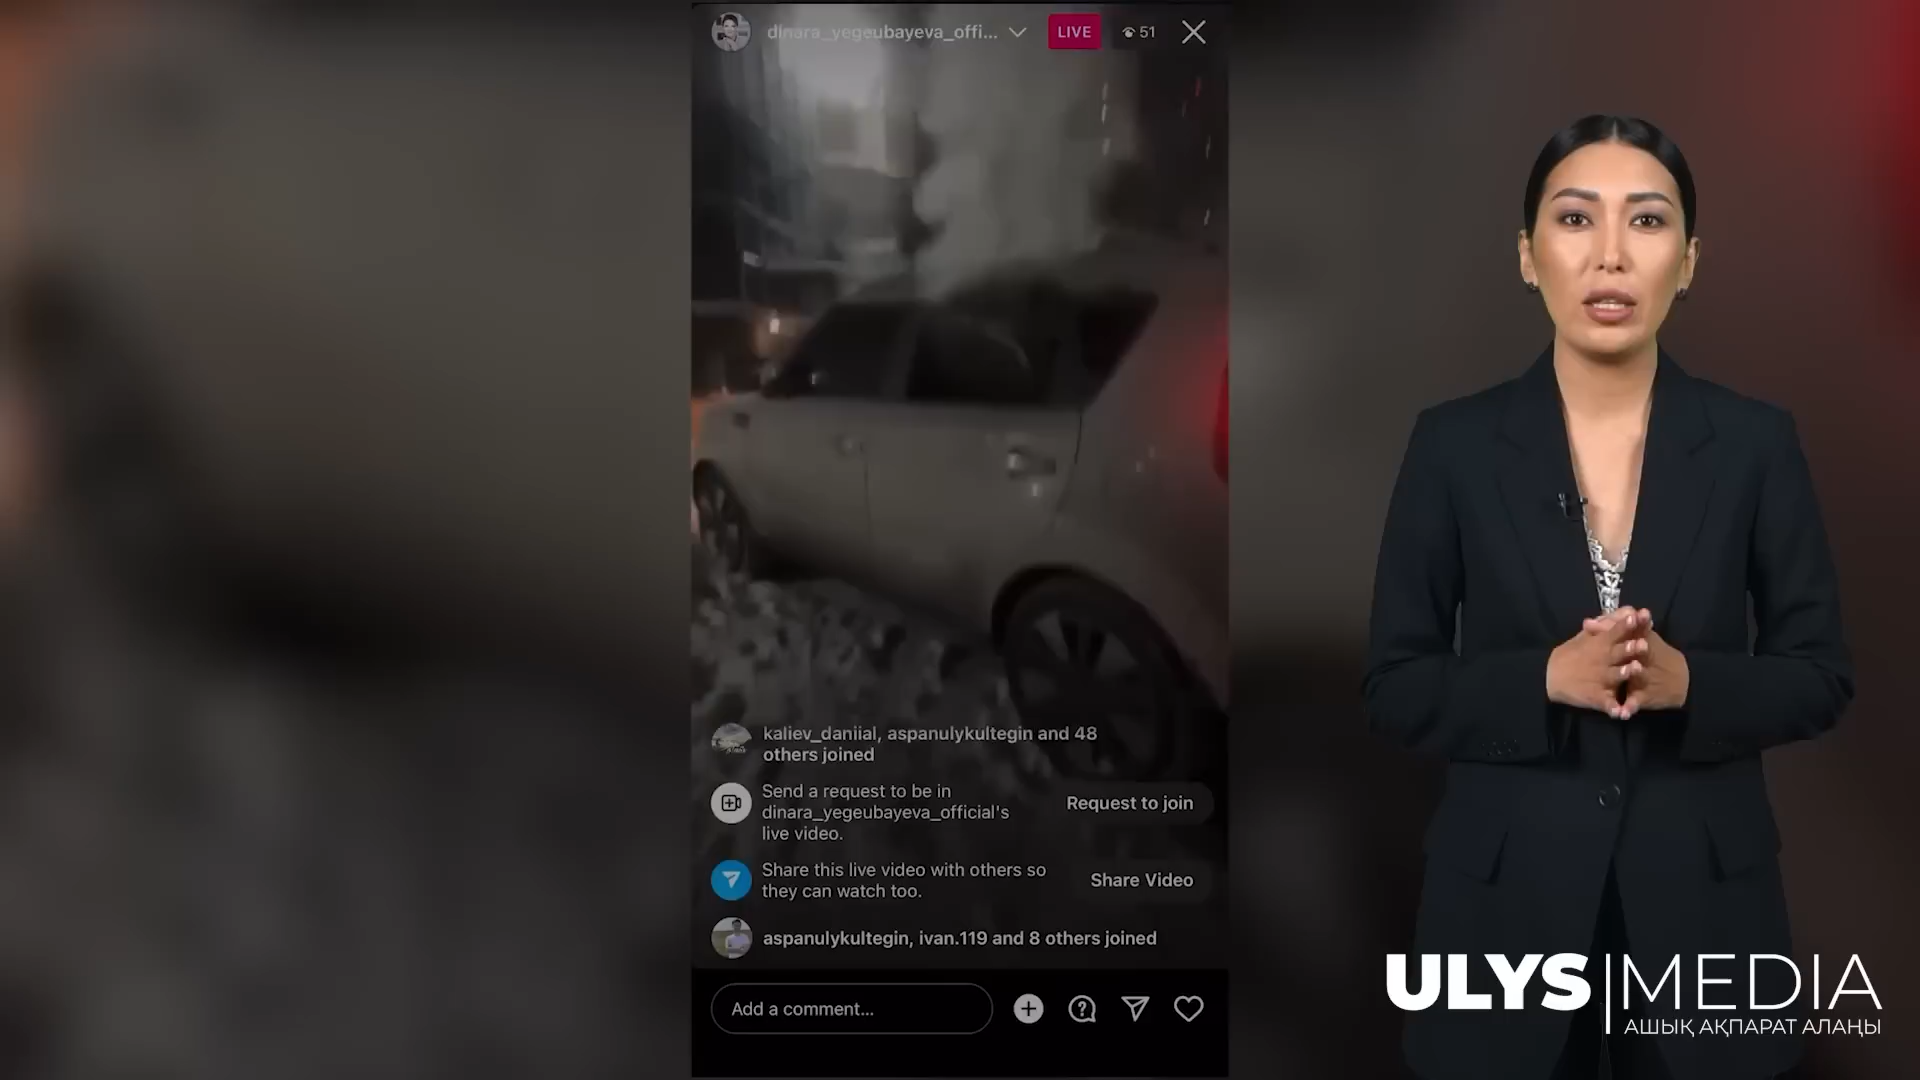 dinara_yegeubayeva_offi...
LIVE
51
kaliev_daniial, aspanulykultegin and 48
others joined
Send a request to be in
dinara_yegeubayeva_official's
live video.
Request to join
Share this live video with others so
they can watch too.
Share Video
aspanulykultegin, ivan.119 and 8 others joined
Add a comment...
ULYS|MEDIA
АШЫҚ АҚПАРАТ АЛАҢЫ